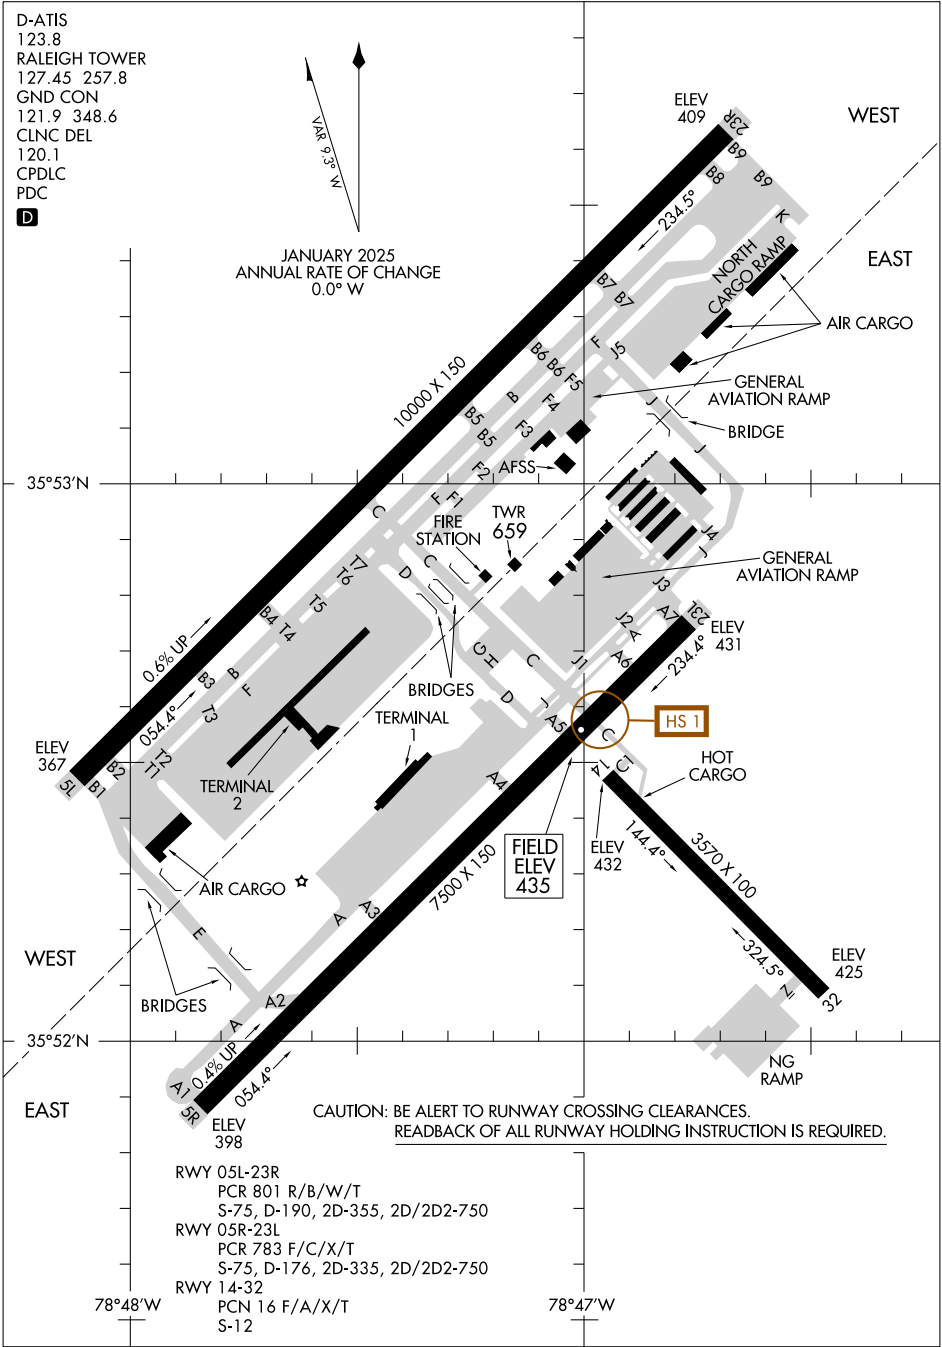 D-ATIS
123.8
RALEIGH TOWER
127.45 257.8
GND CON
121.9 348.6
CLNC DEL
120.1
CPDLC
PDC
D
VAR 9.3° W
JANUARY 2025
ANNUAL RATE OF CHANGE
0.0° W
ELEV
409
23R
WEST
B9
B8
B9
K
234.5°
NORTH
CARGO RAMP
EAST
AIR CARGO
B7
B7
F
J5
B6
B6
F5
10000 X 150
GENERAL
AVIATION RAMP
B
F4
J
BRIDGE
B5
B5
F3
J
F2
AFSS
35°53'N
F
F1
C
FIRE
STATION
TWR
659
J4
J
GENERAL
AVIATION RAMP
T7
T6
D
C
J3
T5
A7
23L
B4
T4
J2
A
ELEV
431
0.6% UP
G
H
C
J1
A6
234.4°
B3
B
F
BRIDGES
054.4°
T3
D
J
A5
HS 1
C
TERMINAL
1
ELEV
367
T2
T1
B2
5L
B1
TERMINAL
2
A4
14
C1
HOT
CARGO
FIELD
ELEV
435
ELEV
432
144.4°
3570 X 100
7500 X 150
AIR CARGO
A
A3
E
WEST
324.5°
ELEV
425
BRIDGES
A2
N
32
A
35°52'N
0.4% UP
054.4°
NG
RAMP
A1
5R
EAST
ELEV
398
CAUTION: BE ALERT TO RUNWAY CROSSING CLEARANCES.
READBACK OF ALL RUNWAY HOLDING INSTRUCTION IS REQUIRED.
RWY 05L-23R
PCR 801 R/B/W/T
S-75, D-190, 2D-355, 2D/2D2-750
RWY 05R-23L
PCR 783 F/C/X/T
S-75, D-176, 2D-335, 2D/2D2-750
RWY 14-32
PCN 16 F/A/X/T
S-12
78°48'W
78°47'W